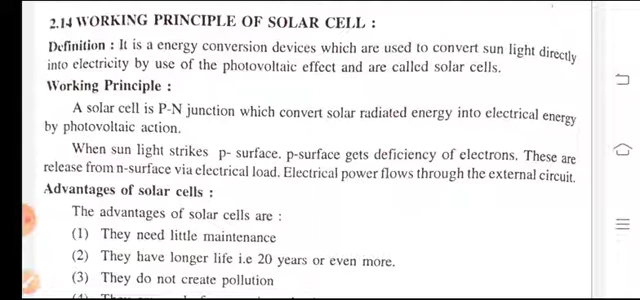 2.14 WORKING PRINCIPLE OF SOLAR CELL :
Definition : It is a energy conversion devices which are used to convert sun light directly
into electricity by use of the photovoltaic effect and are called solar cells.
Working Principle :
A solar cell is P-N junction which convert solar radiated energy into electrical energy
by photovoltaic action.
When sun light strikes p- surface. p-surface gets deficiency of electrons. These are
release from n-surface via electrical load. Electrical power flows through the external circuit.
Advantages of solar cells :
The advantages of solar cells are :
(1) They need little maintenance
(2) They have longer life i.e 20 years or even more.
(3) They do not create pollution